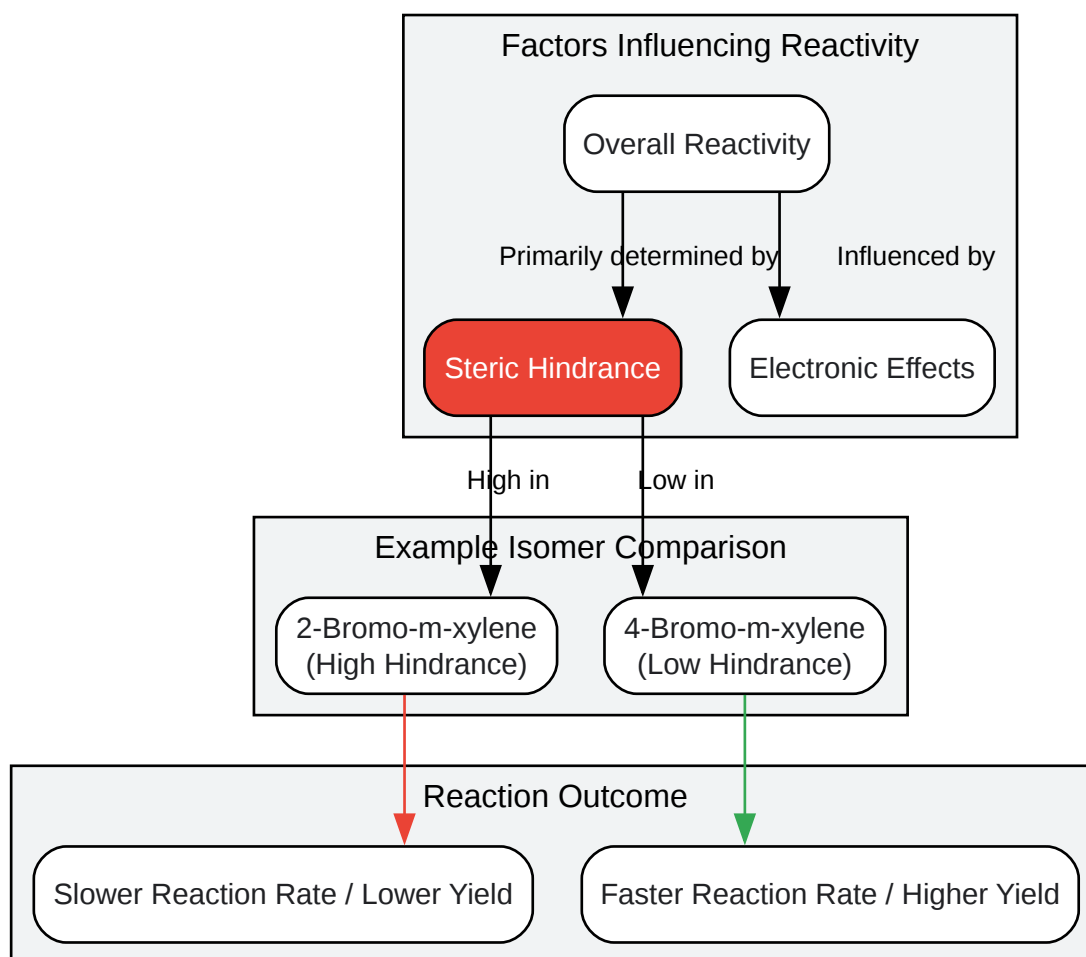 Factors Influencing Reactivity
Overall Reactivity
Primarily determined by
Influenced by
Steric Hindrance
Electronic Effects
High in
Low in
Example Isomer Comparison
2-Bromo-m-xylene
(High Hindrance)
4-Bromo-m-xylene
(Low Hindrance)
Reaction Outcome
Slower Reaction Rate / Lower Yield
Faster Reaction Rate / Higher Yield